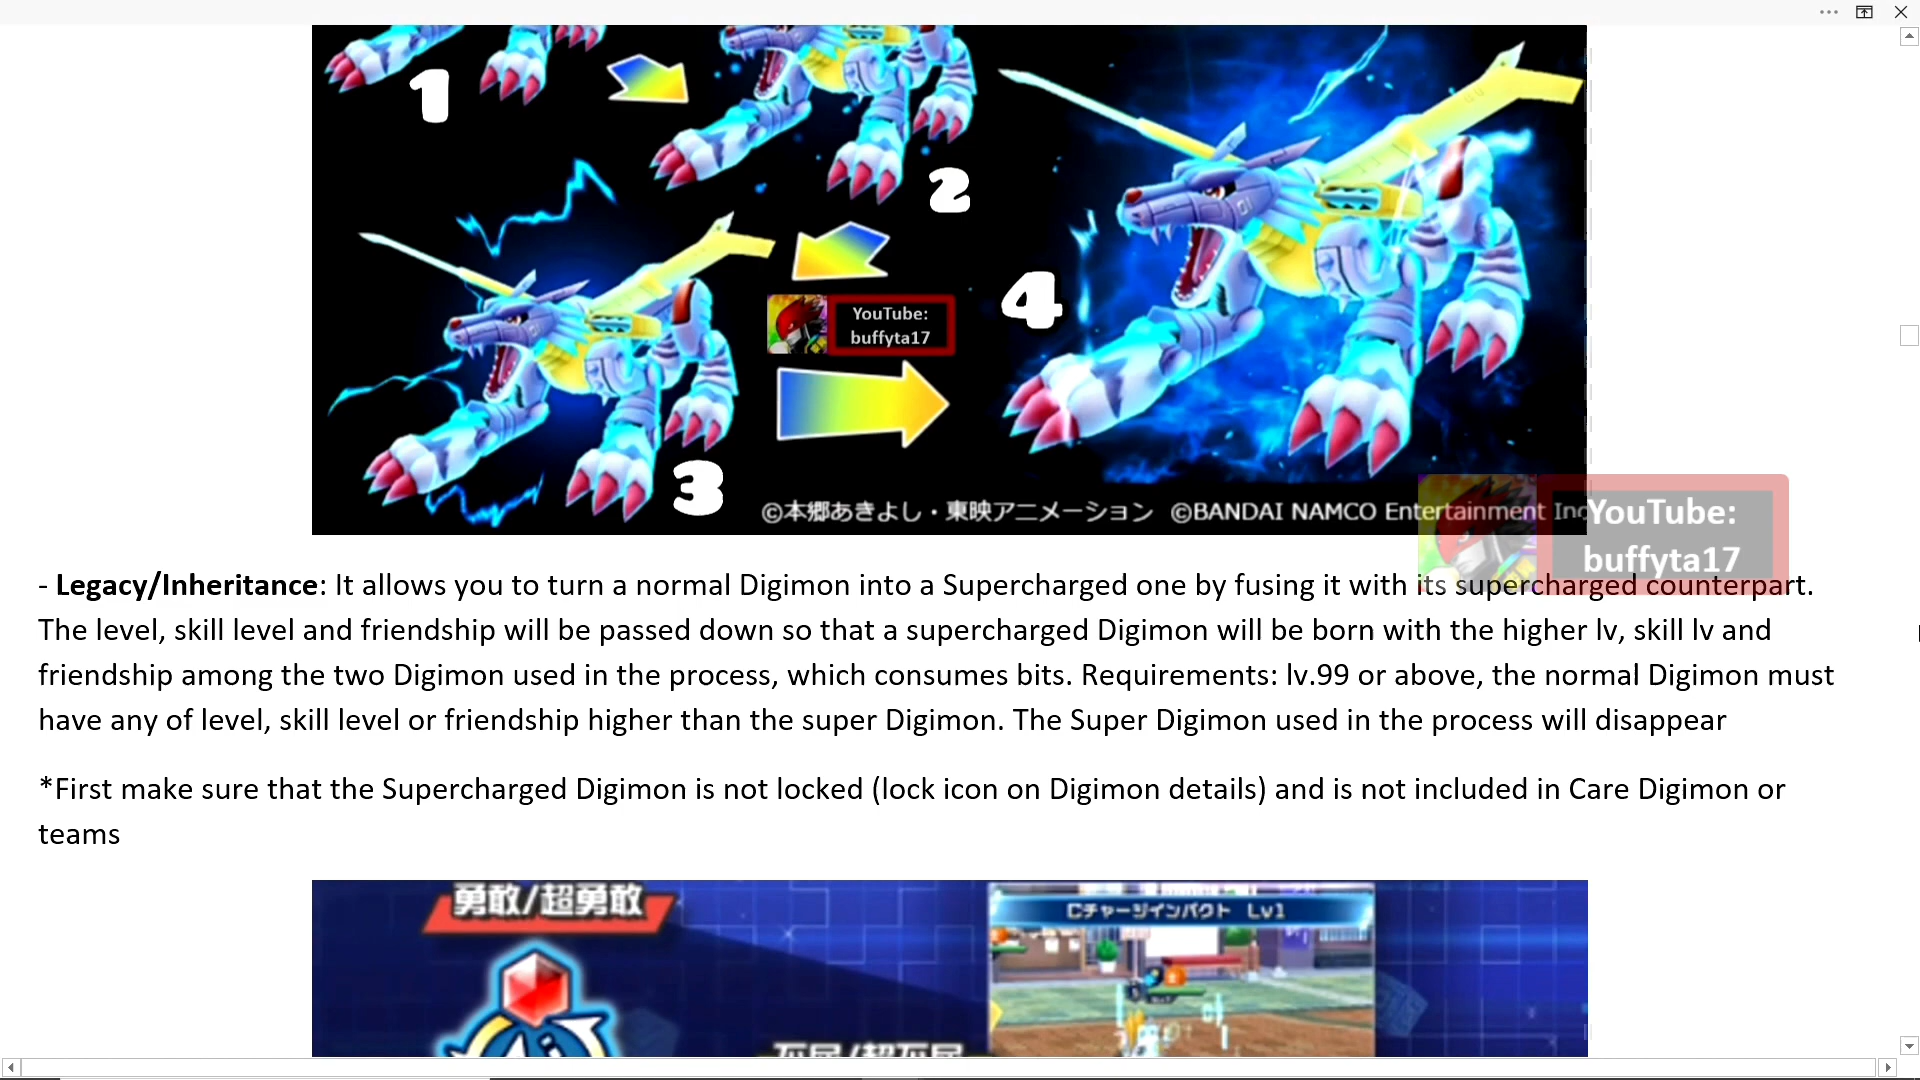 1
2
YouTube:
buffyta17
4
3
©本郷あきよし・東映アニメーション ©BANDAI NAMCO Entertainment Inc
YouTube:
buffyta17
- Legacy/Inheritance: It allows you to turn a normal Digimon into a Supercharged one by fusing it with its supercharged counterpart.
The level, skill level and friendship will be passed down so that a supercharged Digimon will be born with the higher lv, skill lv and
friendship among the two Digimon used in the process, which consumes bits. Requirements: lv.99 or above, the normal Digimon must
have any of level, skill level or friendship higher than the super Digimon. The Super Digimon used in the process will disappear
*First make sure that the Supercharged Digimon is not locked (lock icon on Digimon details) and is not included in Care Digimon or
teams
勇敢/超勇敢
Cチャージインパクト Lv1